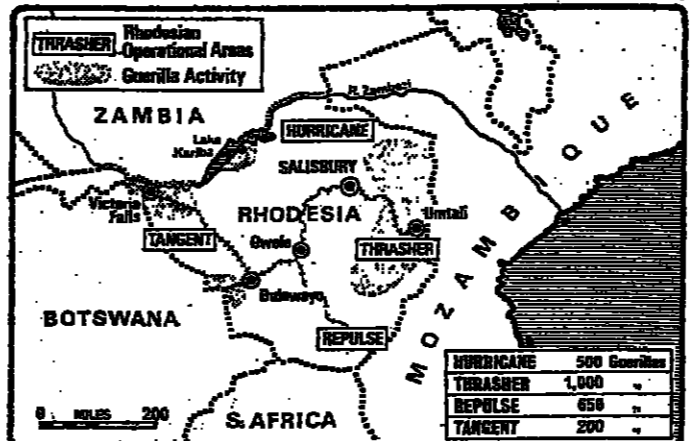 THRASHER Rhodesian
Operational Areas
Guerilla Activity
ZAMBIA
R. Zambezi
Lake
Kariba
HURRICANE
SALISBURY
Victoria
Falls
RHODESIA
Umtali
TANGENT
Gwelo
THRASHER
Bulawayo
MOZAMBIQUE
BOTSWANA
REPULSE
0 MILES 200
S. AFRICA
HURRICANE 500 Guerillas
THRASHER 1,000 "
REPULSE 650 "
TANGENT 200 "